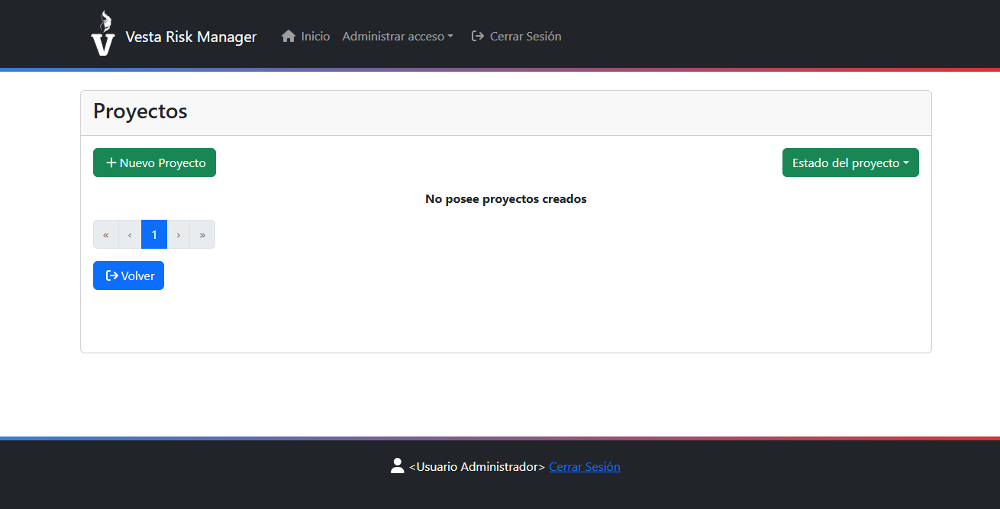 V Vesta Risk Manager Inicio Administrar acceso Cerrar Sesión
Proyectos
Nuevo Proyecto Estado del proyecto
No posee proyectos creados
« ‹ 1 › »
Volver
<Usuario Administrador> Cerrar Sesión